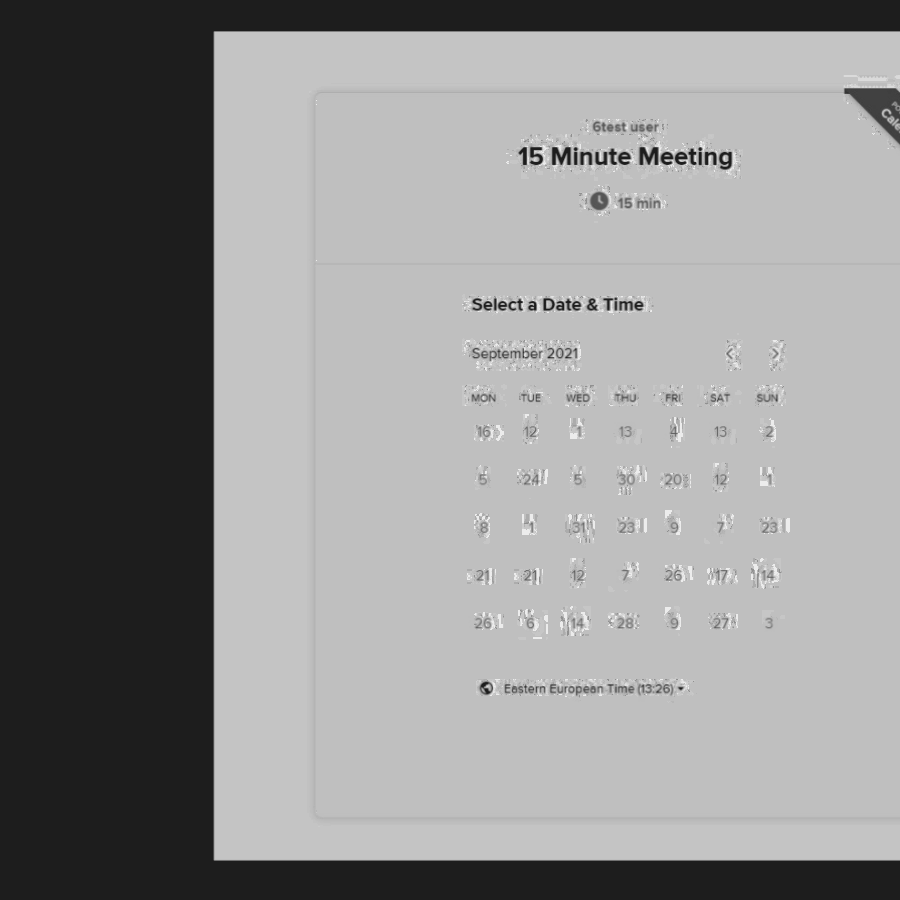 6test user
15 Minute Meeting
15 min
Select a Date & Time
September 2021
MON TUE WED THU FRI SAT SUN
16 12 1 13 4 13 2
5 24 5 30 20 12 1
8 1 31 23 9 7 23
21 21 12 7 26 17 14
26 6 14 28 9 27 3
Eastern European Time (13:26)